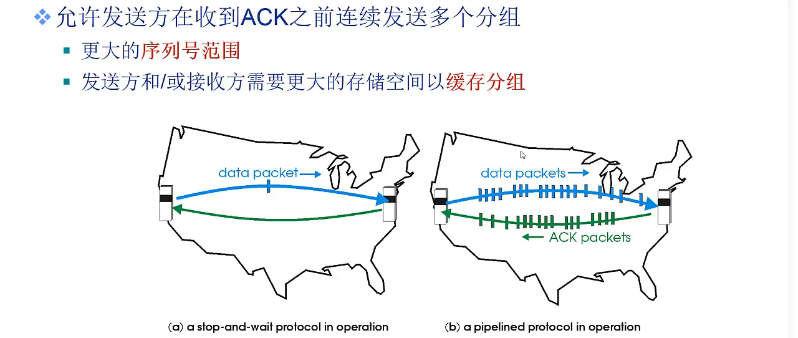 允许发送方在收到ACK之前连续发送多个分组
更大的序列号范围
发送方和/或接收方需要更大的存储空间以缓存分组
data packet
data packets
ACK packets
(a) a stop-and-wait protocol in operation
(b) a pipelined protocol in operation